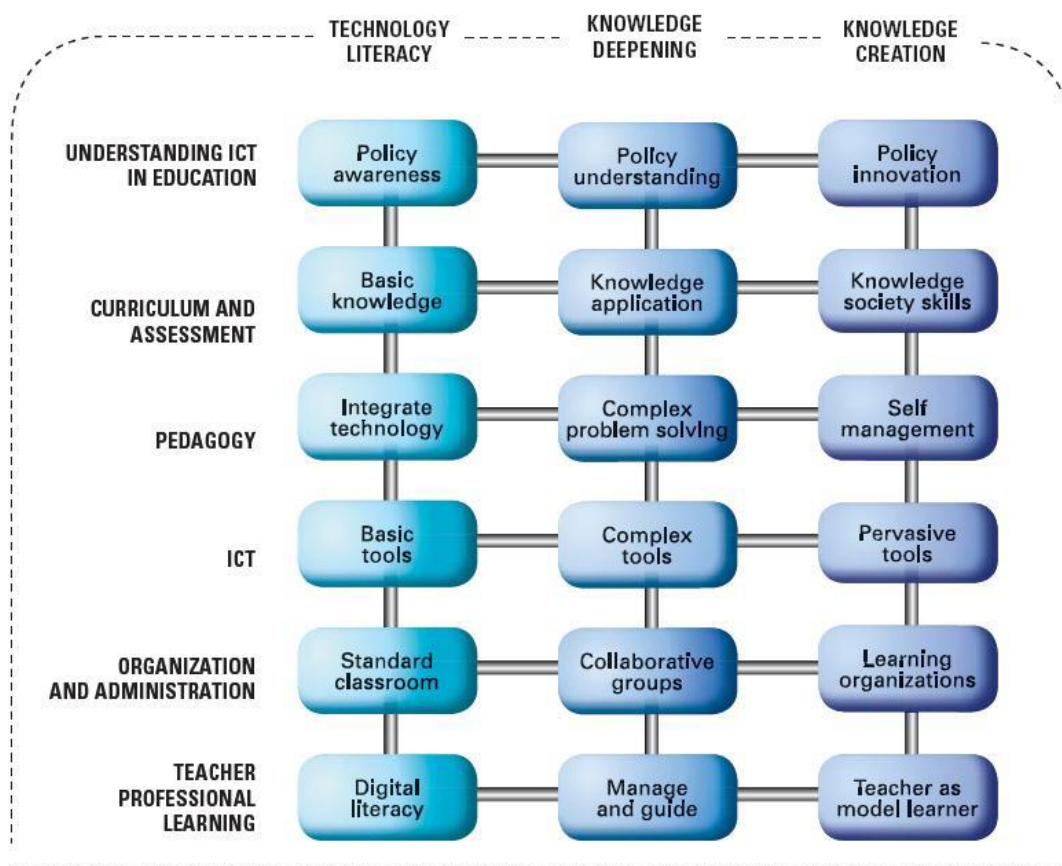 TECHNOLOGY
LITERACY
KNOWLEDGE
DEEPENING
KNOWLEDGE
CREATION
UNDERSTANDING ICT
IN EDUCATION
Policy
awareness
Policy
understanding
Policy
innovation
CURRICULUM AND
ASSESSMENT
Basic
knowledge
Knowledge
application
Knowledge
society skills
PEDAGOGY
Integrate
technology
Complex
problem solving
Self
management
ICT
Basic
tools
Complex
tools
Pervasive
tools
ORGANIZATION
AND ADMINISTRATION
Standard
classroom
Collaborative
groups
Learning
organizations
TEACHER
PROFESSIONAL
LEARNING
Digital
literacy
Manage
and guide
Teacher as
model learner